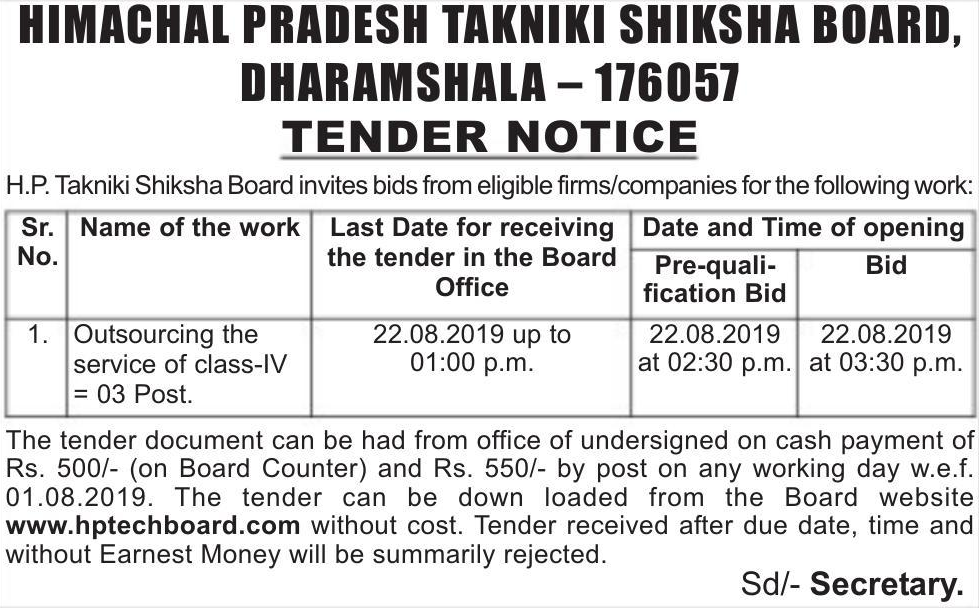 HIMACHAL PRADESH TAKNIKI SHIKSHA BOARD,
DHARAMSHALA – 176057
TENDER NOTICE
H.P. Takniki Shiksha Board invites bids from eligible firms/companies for the following work:
Sr. No.
Name of the work
Last Date for receiving
the tender in the Board
Office
Date and Time of opening
Pre-quali-
fication Bid
Bid
1.
Outsourcing the
service of class-IV
= 03 Post.
22.08.2019 up to
01:00 p.m.
22.08.2019
at 02:30 p.m.
22.08.2019
at 03:30 p.m.
The tender document can be had from office of undersigned on cash payment of
Rs. 500/- (on Board Counter) and Rs. 550/- by post on any working day w.e.f.
01.08.2019. The tender can be down loaded from the Board website
www.hptechboard.com without cost. Tender received after due date, time and
without Earnest Money will be summarily rejected.
Sd/- Secretary.